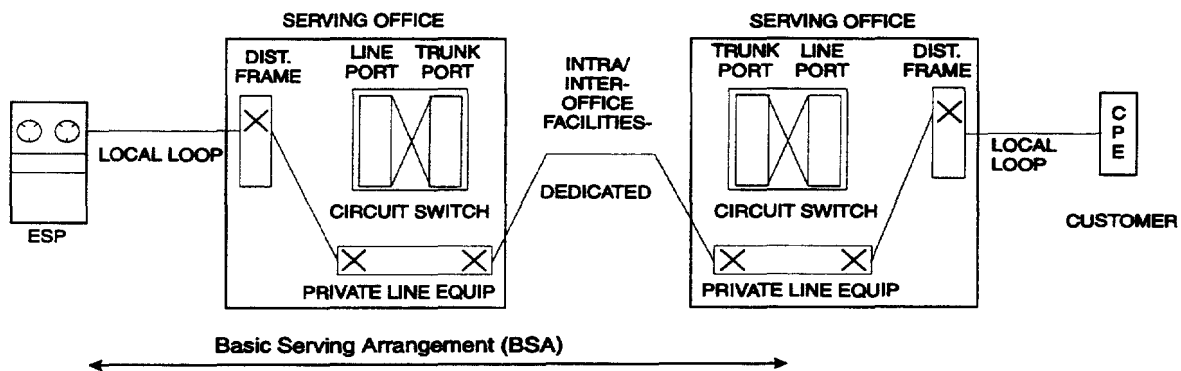 SERVING OFFICE
DIST.
FRAME
LINE
PORT
TRUNK
PORT
CIRCUIT SWITCH
PRIVATE LINE EQUIP
LOCAL LOOP
ESP
INTRA/
INTER-
OFFICE
FACILITIES-
DEDICATED
SERVING OFFICE
TRUNK
PORT
LINE
PORT
DIST.
FRAME
CIRCUIT SWITCH
PRIVATE LINE EQUIP
LOCAL
LOOP
C
P
E
CUSTOMER
Basic Serving Arrangement (BSA)